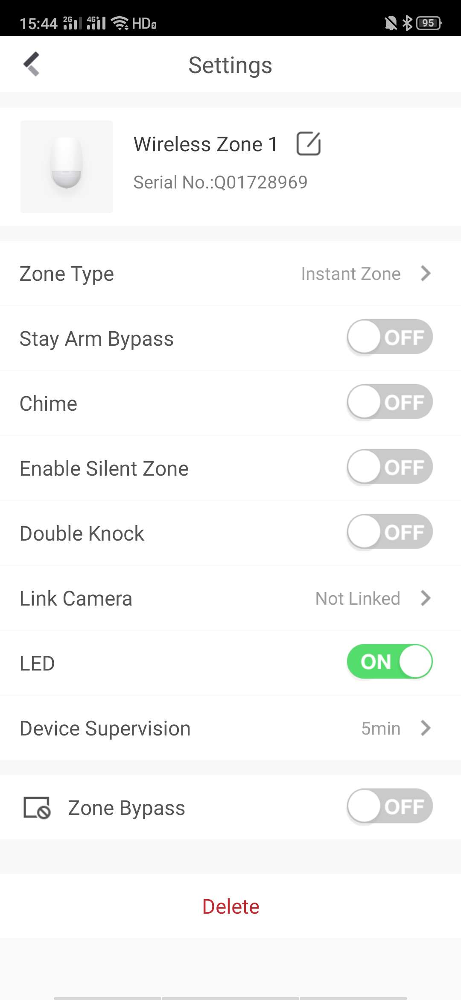 15:44 2G 4G+ HD2 95
Settings
Wireless Zone 1
Serial No.:Q01728969
Zone Type Instant Zone
Stay Arm Bypass OFF
Chime OFF
Enable Silent Zone OFF
Double Knock OFF
Link Camera Not Linked
LED ON
Device Supervision 5min
Zone Bypass OFF
Delete